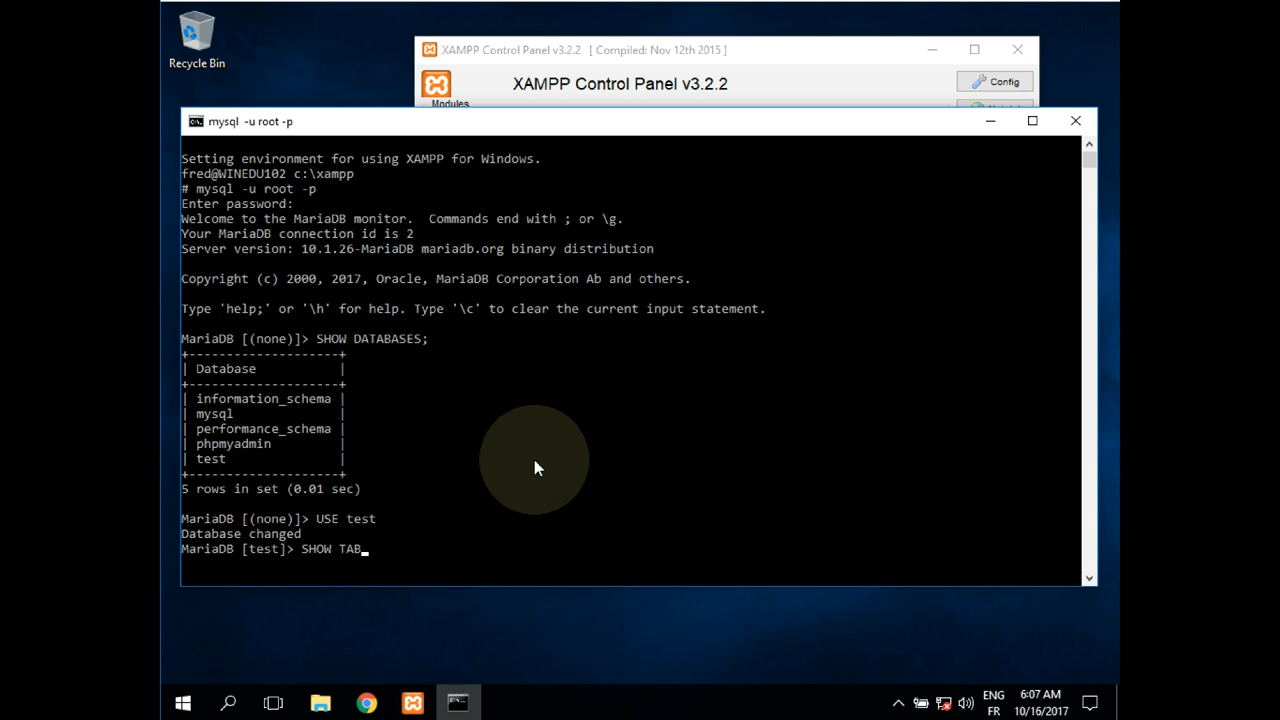 Recycle Bin
XAMPP Control Panel v3.2.2 [ Compiled: Nov 12th 2015 ]
XAMPP Control Panel v3.2.2
Config
Modules
mysql -u root -p
Setting environment for using XAMPP for Windows.
fred@WINEDU102 c:\xampp
# mysql -u root -p
Enter password:
Welcome to the MariaDB monitor.  Commands end with ; or \g.
Your MariaDB connection id is 2
Server version: 10.1.26-MariaDB mariadb.org binary distribution
Copyright (c) 2000, 2017, Oracle, MariaDB Corporation Ab and others.
Type 'help;' or '\h' for help. Type '\c' to clear the current input statement.
MariaDB [(none)]> SHOW DATABASES;
+--------------------+
| Database           |
+--------------------+
| information_schema |
| mysql              |
| performance_schema |
| phpmyadmin         |
| test               |
+--------------------+
5 rows in set (0.01 sec)
MariaDB [(none)]> USE test
Database changed
MariaDB [test]> SHOW TAB_
ENG
FR
6:07 AM
10/16/2017